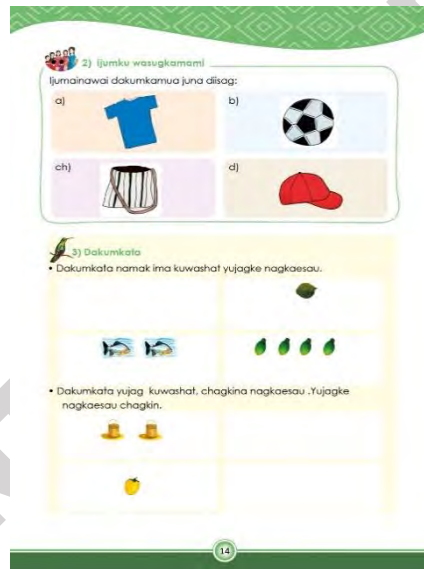 2) Ijumku wasugkamami
Ijumainawai dakumkamua juna diisag:
a)
b)
ch)
d)
3) Dakumkata
• Dakumkata namak ima kuwashat yujagke nagkaesau.
• Dakumkata yujag kuwashat, chagkina nagkaesau .Yujagke
nagkaesau chagkin.
14